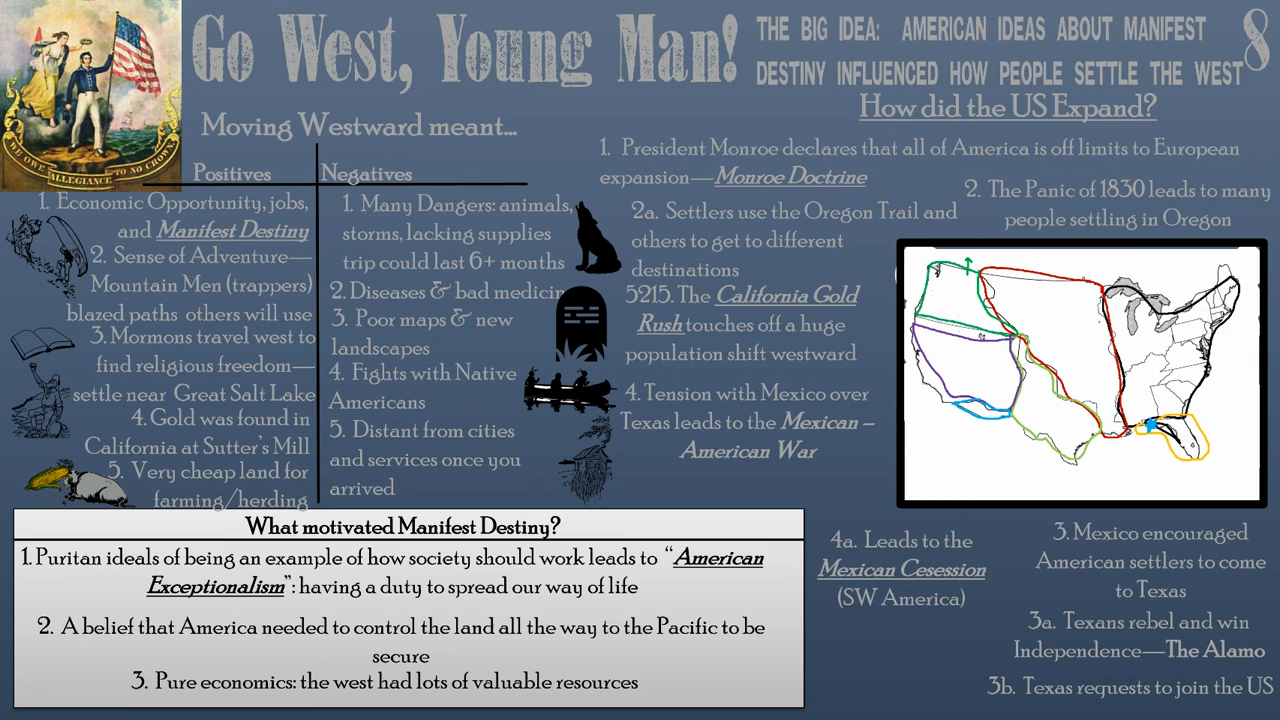 Go West, Young Man!
THE BIG IDEA: AMERICAN IDEAS ABOUT MANIFEST
DESTINY INFLUENCED HOW PEOPLE SETTLE THE WEST
8
WE OWE ALLEGIANCE TO NO CROWN
Moving Westward meant...
Positives
1. Economic Opportunity, jobs,
and Manifest Destiny
2. Sense of Adventure—
Mountain Men (trappers)
blazed paths others will use
3. Mormons travel west to
find religious freedom—
settle near Great Salt Lake
4. Gold was found in
California at Sutter's Mill
5. Very cheap land for
farming/herding
Negatives
1. Many Dangers: animals,
storms, lacking supplies
trip could last 6+ months
2. Diseases & bad medicin
3. Poor maps & new
landscapes
4. Fights with Native
Americans
5. Distant from cities
and services once you
arrived
How did the US Expand?
1. President Monroe declares that all of America is off limits to European
expansion—Monroe Doctrine
2. The Panic of 1830 leads to many
people settling in Oregon
2a. Settlers use the Oregon Trail and
others to get to different
destinations
5215. The California Gold
Rush touches off a huge
population shift westward
4. Tension with Mexico over
Texas leads to the Mexican –
American War
4a. Leads to the
Mexican Cesession
(SW America)
3. Mexico encouraged
American settlers to come
to Texas
3a. Texans rebel and win
Independence—The Alamo
3b. Texas requests to join the US
What motivated Manifest Destiny?
1. Puritan ideals of being an example of how society should work leads to "American
Exceptionalism": having a duty to spread our way of life
2. A belief that America needed to control the land all the way to the Pacific to be
secure
3. Pure economics: the west had lots of valuable resources